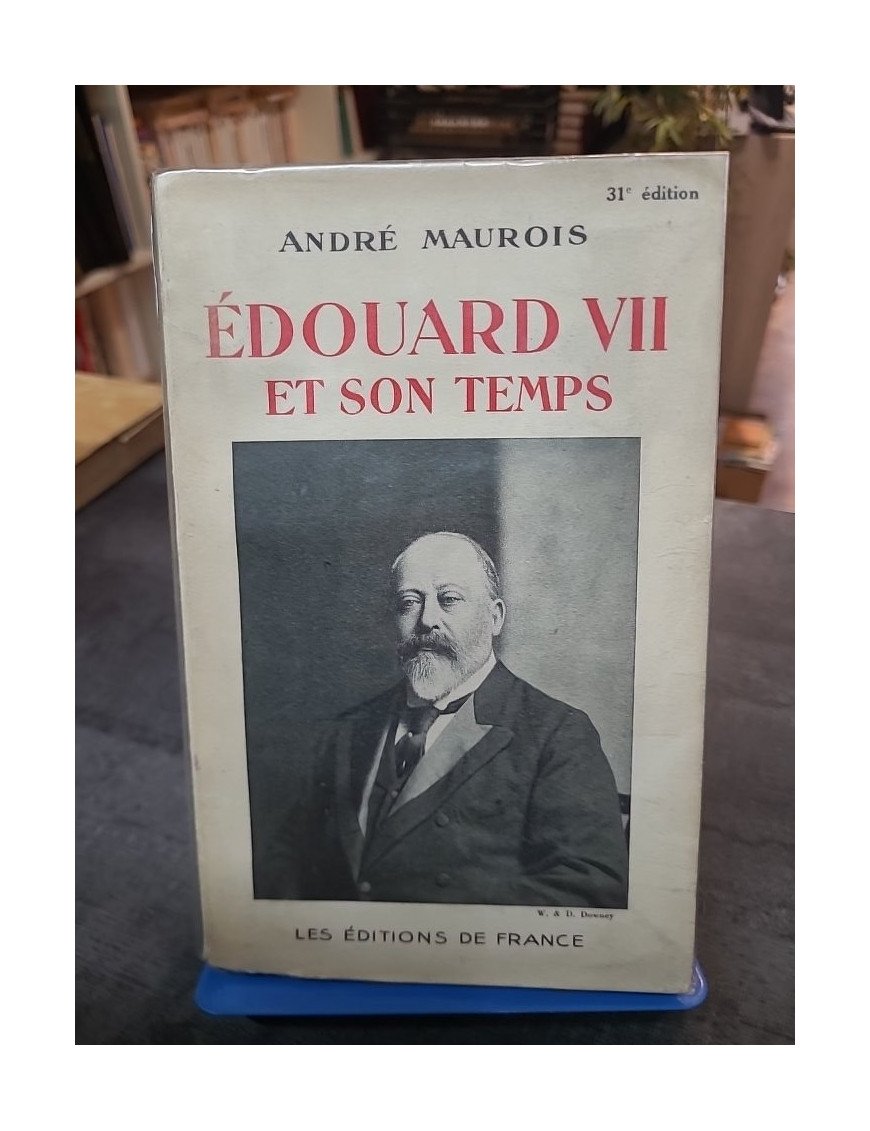 31e édition
ANDRÉ MAUROIS
ÉDOUARD VII
ET SON TEMPS
W. & D. Downey
LES ÉDITIONS DE FRANCE